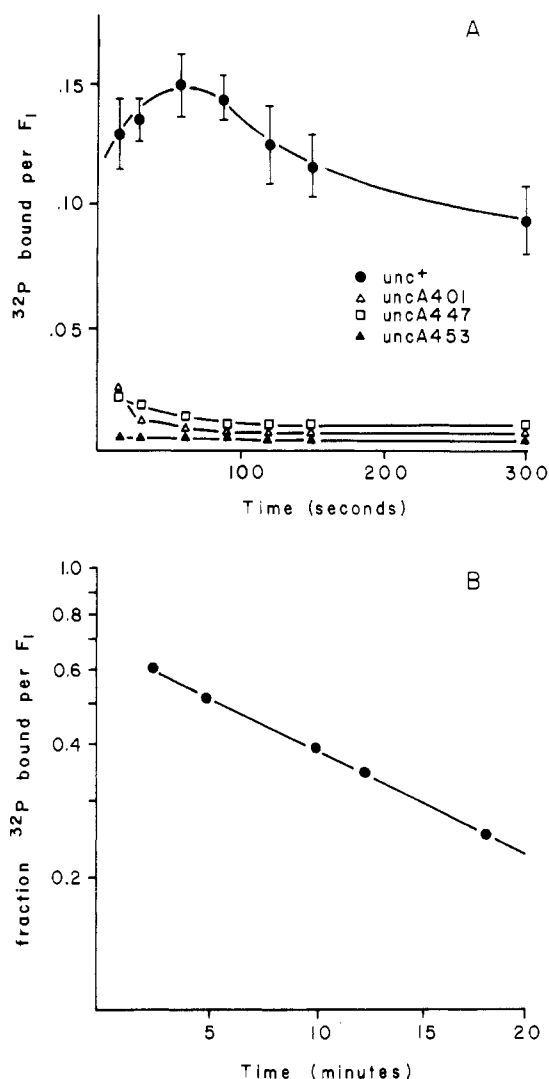 A
.15
.10
.05
32P bound per F1
unc+
uncA401
uncA447
uncA453
100
200
300
Time (seconds)
B
1.0
0.8
0.6
0.4
0.2
fraction 32P bound per F1
5
10
15
20
Time (minutes)